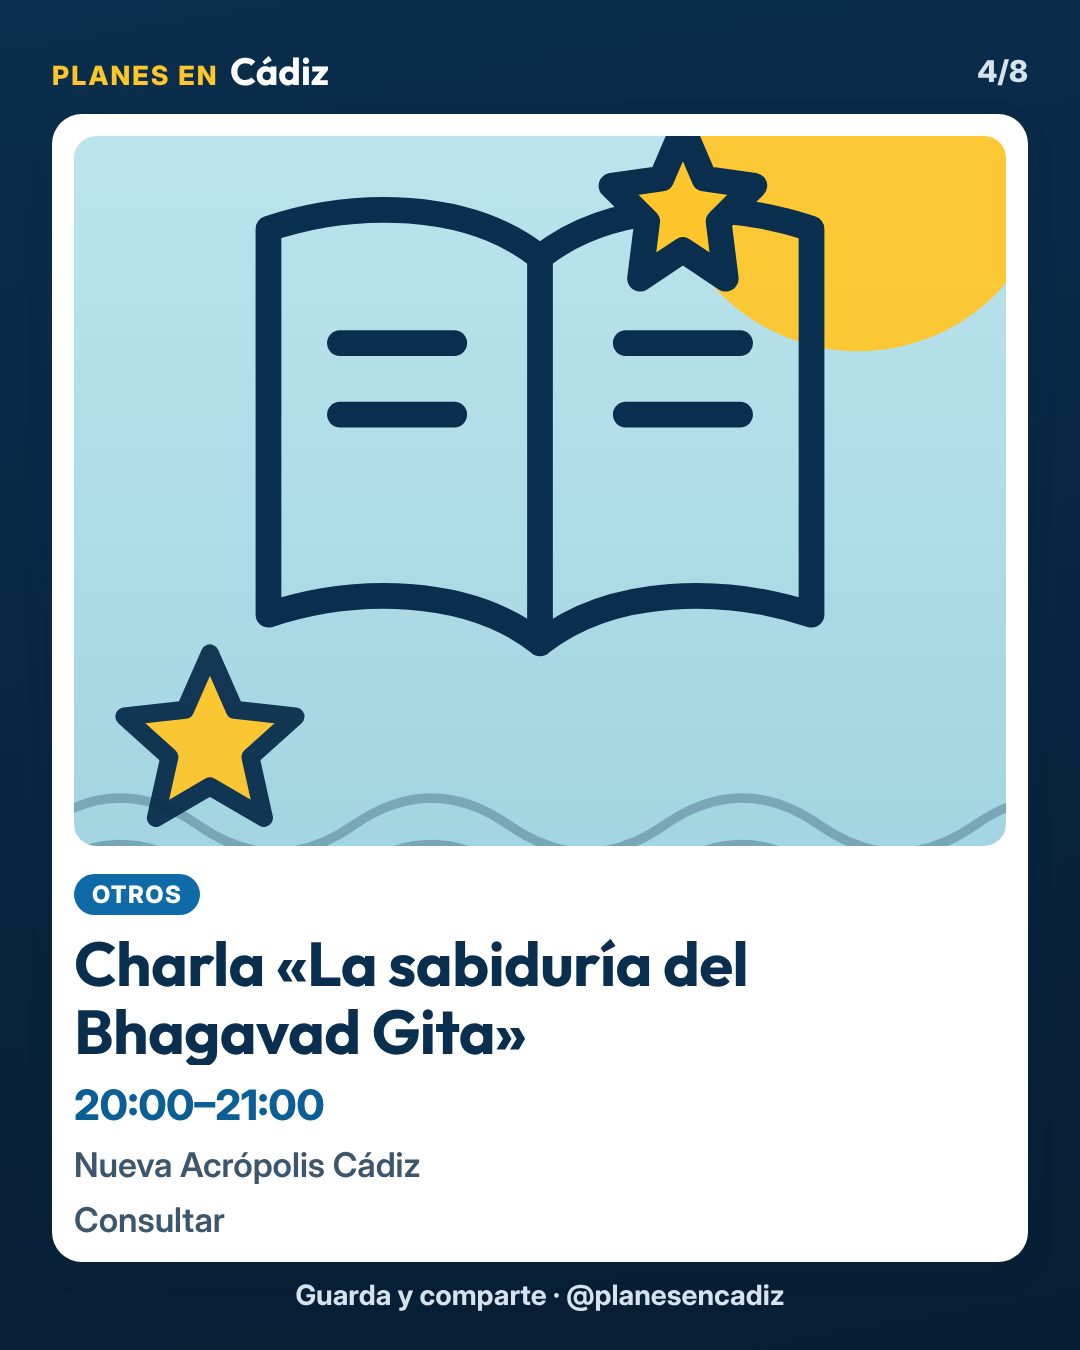 PLANES EN Cádiz
4/8
OTROS
Charla «La sabiduría del
Bhagavad Gita»
20:00–21:00
Nueva Acrópolis Cádiz
Consultar
Guarda y comparte · @planesencadiz